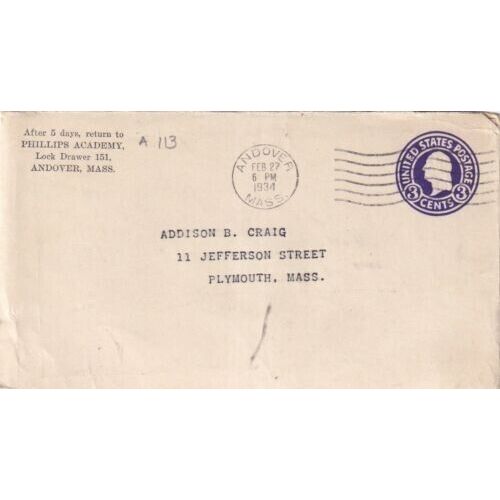 After 5 days, return to
PHILLIPS ACADEMY,
Lock Drawer 151,
ANDOVER, MASS.
A 113
ANDOVER
FEB 27
6 PM
1934
MASS.
UNITED STATES POSTAGE
3 3
CENTS
ADDISON B. CRAIG
11 JEFFERSON STREET
PLYMOUTH, MASS.